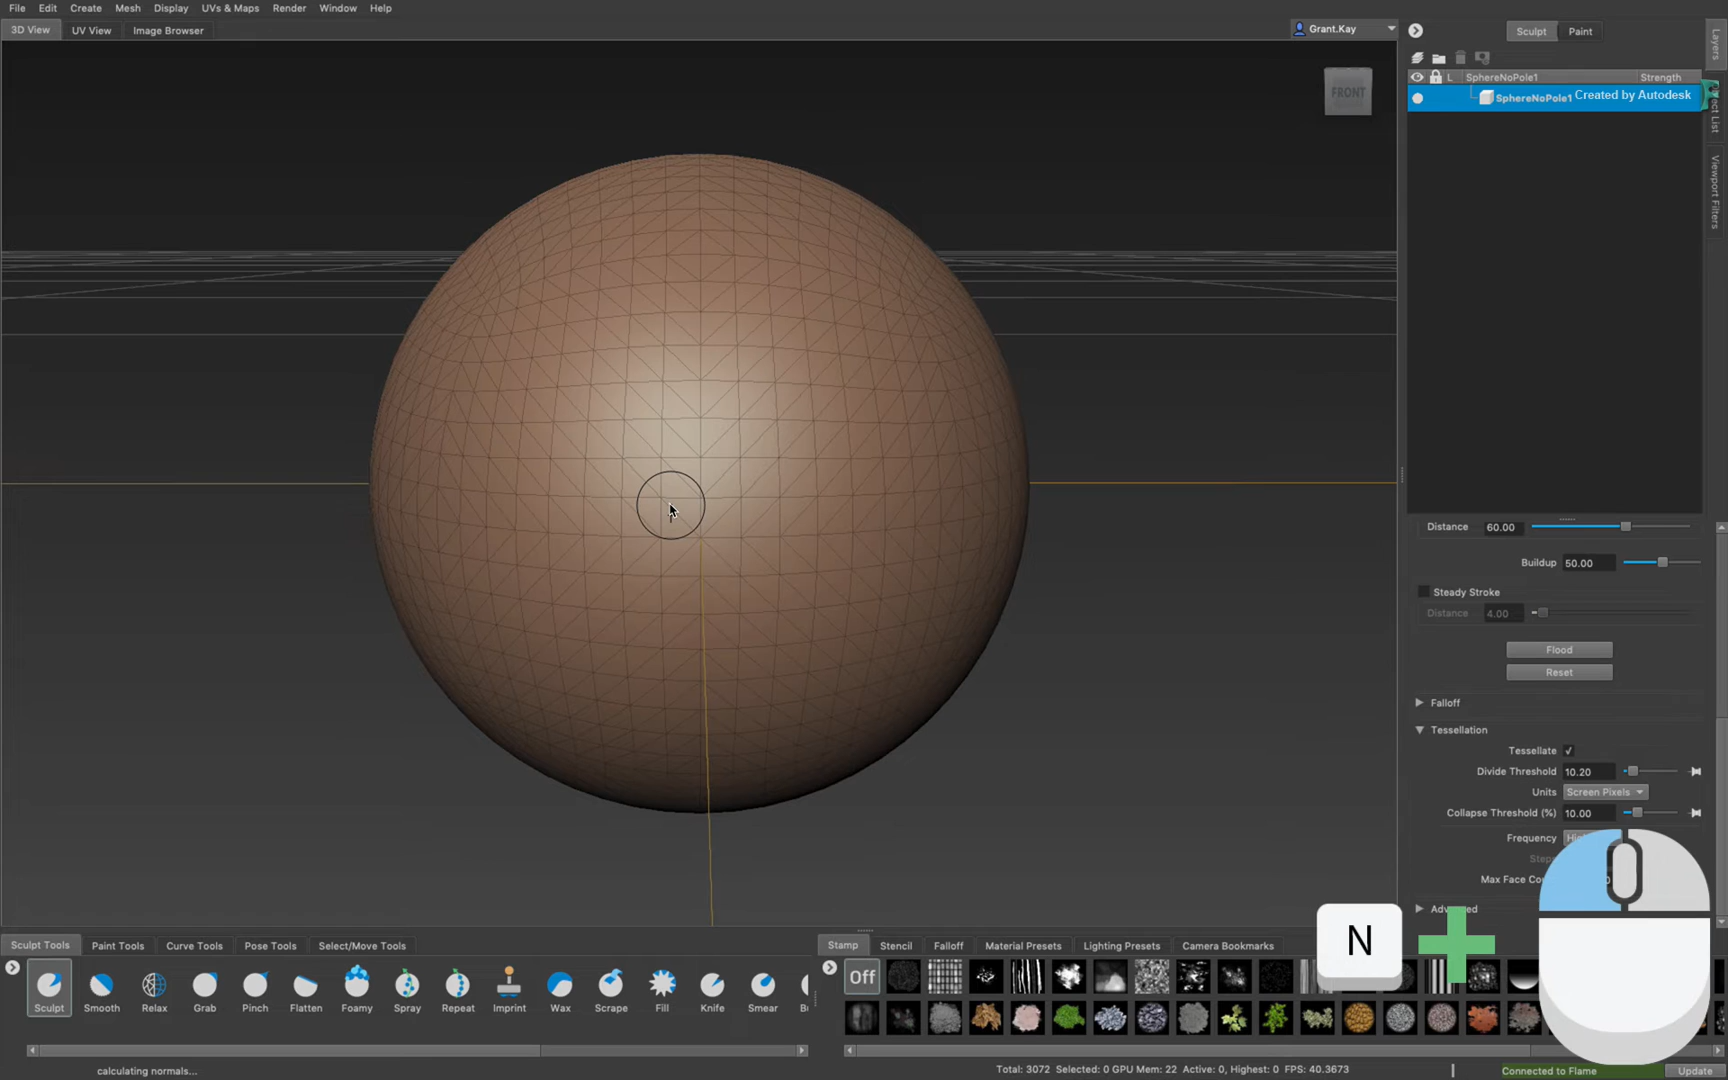 File Edit Create Mesh Display UVs & Maps Render Window Help
3D View UV View Image Browser
Grant.Kay
Sculpt Paint
Layers
L SphereNoPole1 Strength
SphereNoPole1 Created by Autodesk
Viewport Filters
FRONT
Distance 60.00
Buildup 50.00
Steady Stroke
Distance 4.00
Flood
Reset
Falloff
Tessellation
Tessellate
Divide Threshold 10.20
Units Screen Pixels
Collapse Threshold (%) 10.00
Frequency
Max Face
N
Sculpt Tools Paint Tools Curve Tools Pose Tools Select/Move Tools
Sculpt Smooth Relax Grab Pinch Flatten Foamy Spray Repeat Imprint Wax Scrape Fill Knife Smear
Stamp Stencil Falloff Material Presets Lighting Presets Camera Bookmarks
Off
calculating normals...
Total: 3072 Selected: 0 GPU Mem: 22 Active: 0, Highest: 0 FPS: 40.3673
Connected to Flame
Update